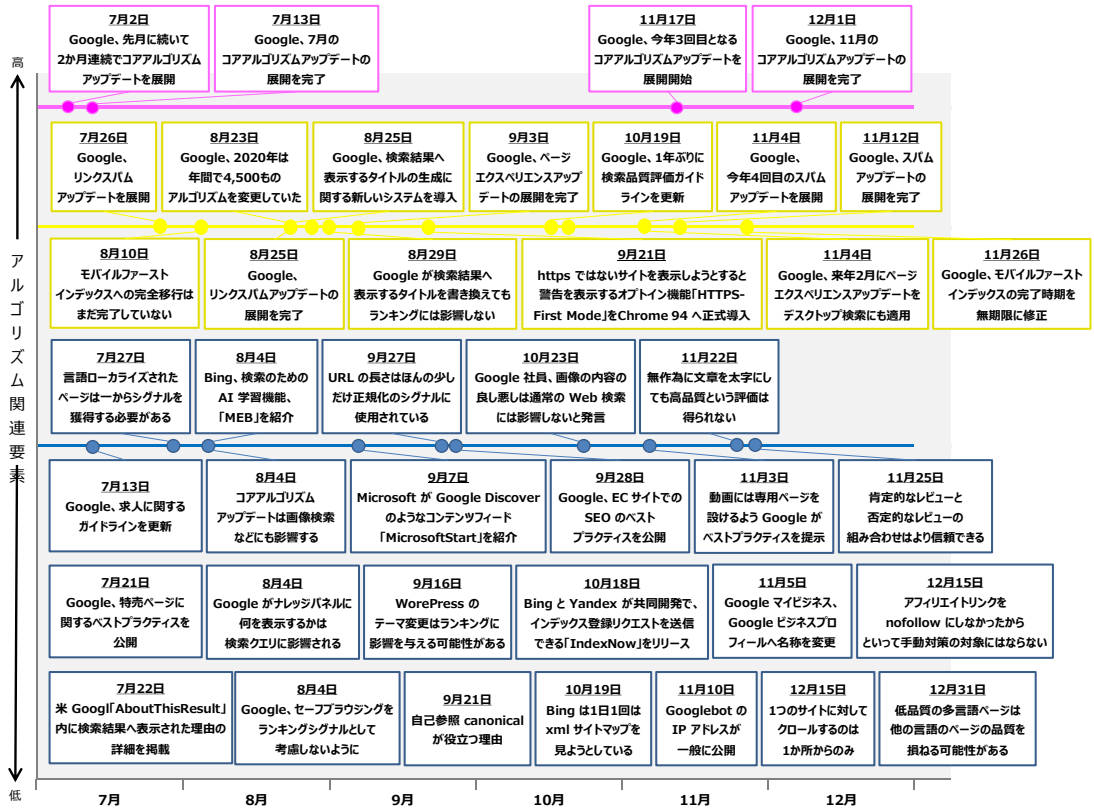 7月2日
Google、先月に続いて
2か月連続でコアアルゴリズム
アップデートを展開
7月13日
Google、7月の
コアアルゴリズムアップデートの
展開を完了
11月17日
Google、今年3回目となる
コアアルゴリズムアップデートを
展開開始
12月1日
Google、11月の
コアアルゴリズムアップデートの
展開を完了
高
7月26日
Google、
リンクスパム
アップデートを展開
8月23日
Google、2020年は
年間で4,500もの
アルゴリズムを変更していた
8月25日
Google、検索結果へ
表示するタイトルの生成に
関する新しいシステムを導入
9月3日
Google、ページ
エクスペリエンスアップ
デートの展開を完了
10月19日
Google、1年ぶりに
検索品質評価ガイド
ラインを更新
11月4日
Google、
今年4回目のスパム
アップデートを展開
11月12日
Google、スパム
アップデートの
展開を完了
アルゴリズム関連要素
8月10日
モバイルファースト
インデックスへの完全移行は
まだ完了していない
8月25日
Google、
リンクスパムアップデートの
展開を完了
8月29日
Google が検索結果へ
表示するタイトルを書き換えても
ランキングには影響しない
9月21日
https ではないサイトを表示しようとすると
警告を表示するオプトイン機能「HTTPS-
First Mode」をChrome 94 へ正式導入
11月4日
Google、来年2月にページ
エクスペリエンスアップデートを
デスクトップ検索にも適用
11月26日
Google、モバイルファースト
インデックスの完了時期を
無期限に修正
7月27日
言語ローカライズされた
ページは一からシグナルを
獲得する必要がある
8月4日
Bing、検索のための
AI 学習機能、
「MEB」を紹介
9月27日
URL の長さはほんの少し
だけ正規化のシグナルに
使用されている
10月23日
Google 社員、画像の内容の
良し悪しは通常の Web 検索
には影響しないと発言
11月22日
無作為に文章を太字にし
ても高品質という評価は
得られない
7月13日
Google、求人に関する
ガイドラインを更新
8月4日
コアアルゴリズム
アップデートは画像検索
などにも影響する
9月7日
Microsoft が Google Discover
のようなコンテンツフィード
「MicrosoftStart」を紹介
9月28日
Google、EC サイトでの
SEO のベスト
プラクティスを公開
11月3日
動画には専用ページを
設けるよう Google が
ベストプラクティスを提示
11月25日
肯定的なレビューと
否定的なレビューの
組み合わせはより信頼できる
7月21日
Google、特売ページに
関するベストプラクティスを
公開
8月4日
Google がナレッジパネルに
何を表示するかは
検索クエリに影響される
9月16日
WorePress の
テーマ変更はランキングに
影響を与える可能性がある
10月18日
Bing と Yandex が共同開発で、
インデックス登録リクエストを送信
できる「IndexNow」をリリース
11月5日
Google マイビジネス、
Google ビジネスプロ
フィールへ名称を変更
12月15日
アフィリエイトリンクを
nofollow にしなかったから
といって手動対策の対象にはならない
7月22日
米 Googl「AboutThisResult」
内に検索結果へ表示された理由の
詳細を掲載
8月4日
Google、セーフブラウジングを
ランキングシグナルとして
考慮しないように
9月21日
自己参照 canonical
が役立つ理由
10月19日
Bing は1日1回は
xml サイトマップを
見ようとしている
11月10日
Googlebot の
IP アドレスが
一般に公開
12月15日
1つのサイトに対して
クロールするのは
1か所からのみ
12月31日
低品質の多言語ページは
他の言語のページの品質を
損ねる可能性がある
低
7月
8月
9月
10月
11月
12月